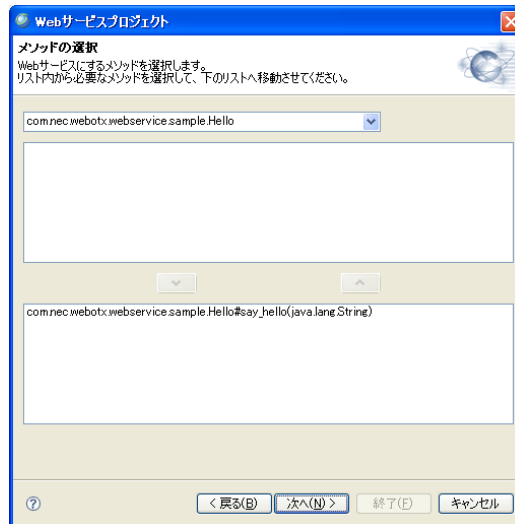 Webサービスプロジェクト
メソッドの選択
Webサービスにするメソッドを選択します。
リスト内から必要なメソッドを選択して、下のリストへ移動させてください。
com.nec.webotx.webservice.sample.Hello
com.nec.webotx.webservice.sample.Hello#say_hello(java.lang.String)
< 戻る(B)
次へ(N) >
終了(F)
キャンセル